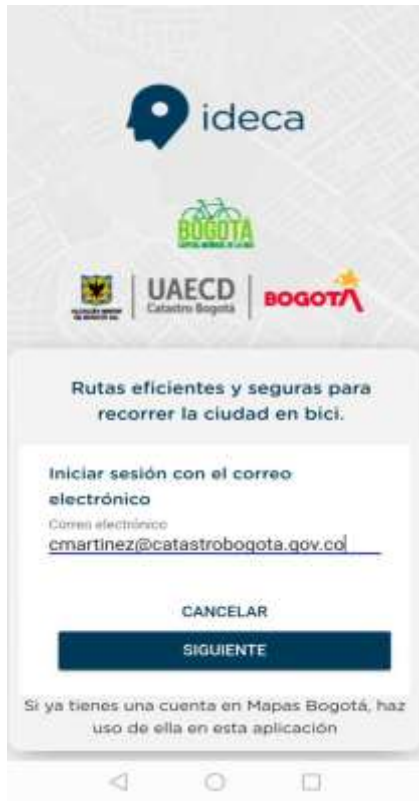 ideca
BOGOTÁ
UAECD
Catastro Bogotá
BOGOTÁ
Rutas eficientes y seguras para
recorrer la ciudad en bici.
Iniciar sesión con el correo
electrónico
Correo electrónico
cmartinez@catastrobogota.gov.co
CANCELAR
SIGUIENTE
Si ya tienes una cuenta en Mapas Bogotá, haz
uso de ella en esta aplicación